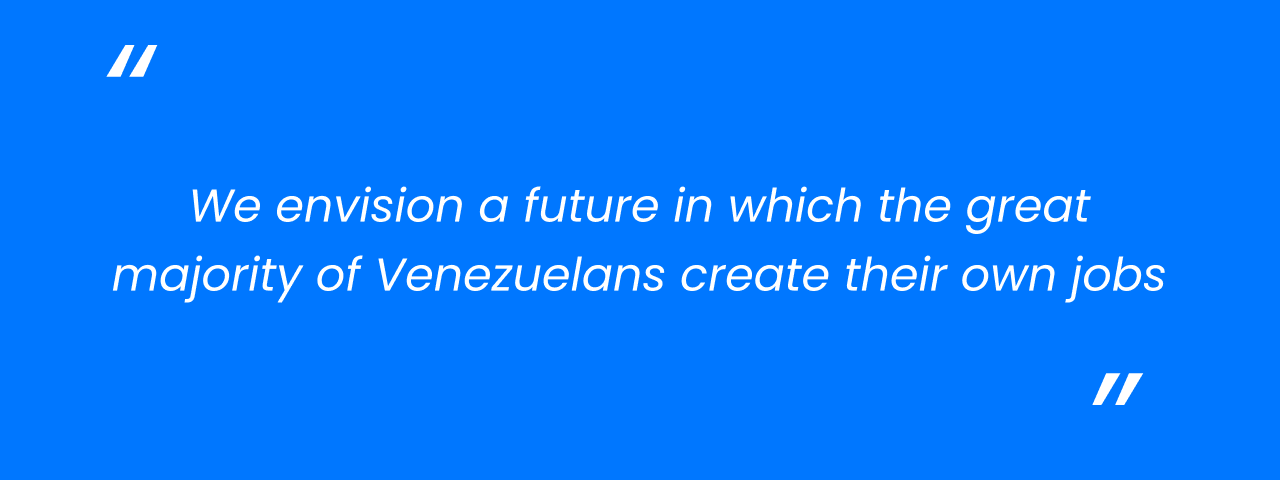 “
We envision a future in which the great
majority of Venezuelans create their own jobs
”